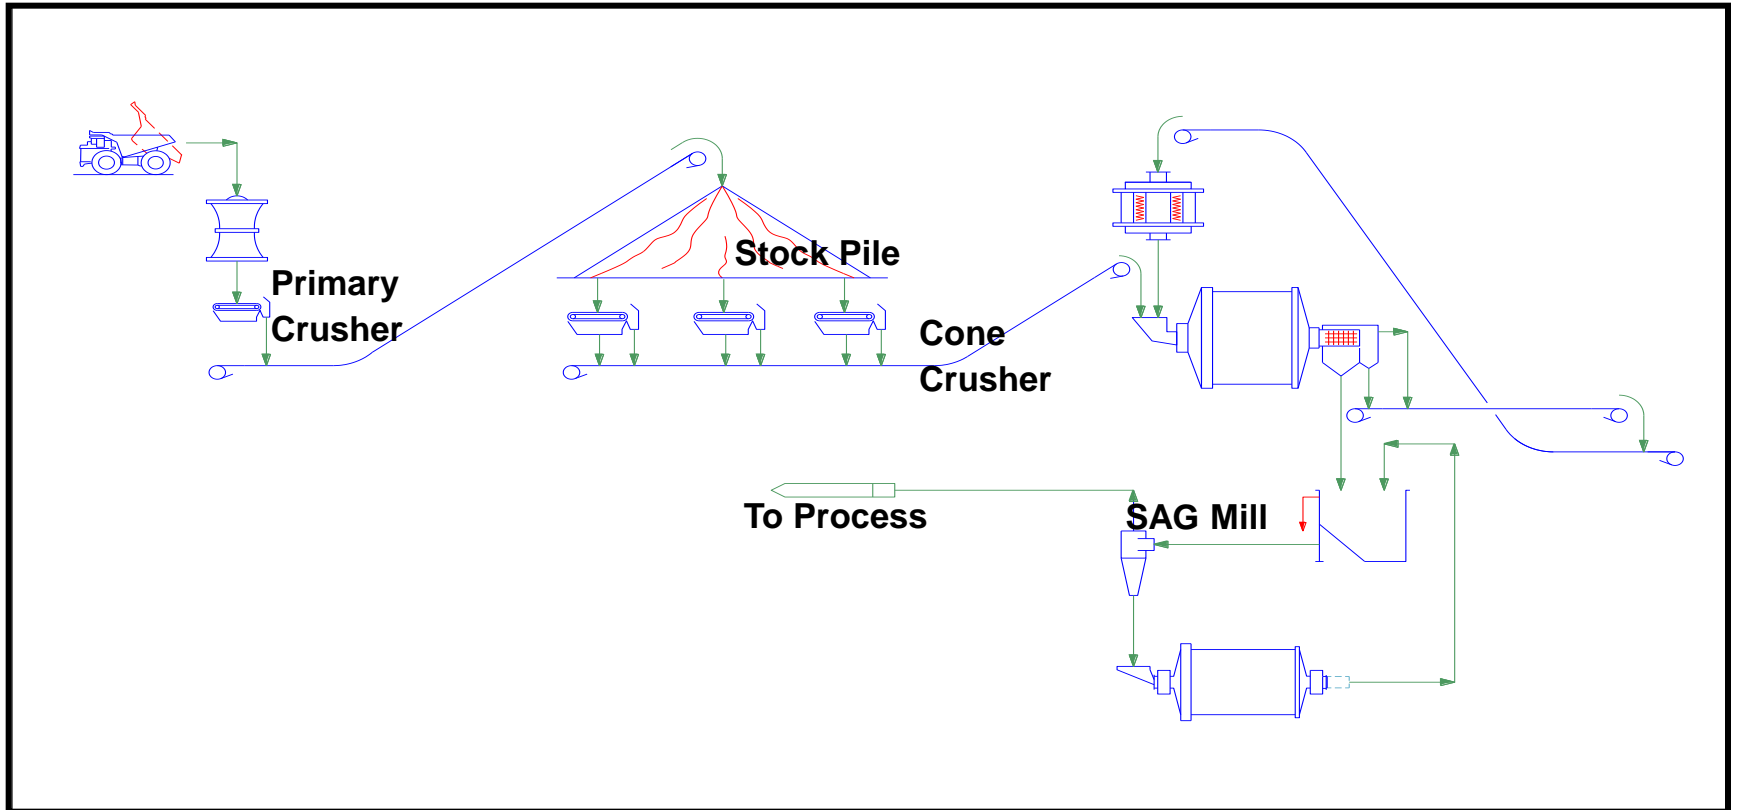 Stock Pile
Primary
Crusher
Cone
Crusher
To Process
SAG Mill